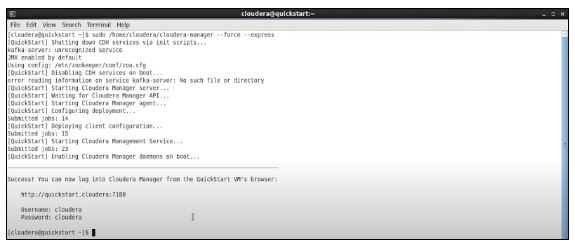 cloudera@quickstart:~
File Edit View Search Terminal Help
[cloudera@quickstart ~]$ sudo /home/cloudera/cloudera-manager --force --express
[QuickStart] Shutting down CDH services via init scripts...
kafka-server: unrecognized service
JMX enabled by default
Using config: /etc/zookeeper/conf/zoo.cfg
[QuickStart] Disabling CDH services on boot...
error reading information on service kafka-server: No such file or directory
[QuickStart] Starting Cloudera Manager server...
[QuickStart] Waiting for Cloudera Manager API...
[QuickStart] Starting Cloudera Manager agent...
[QuickStart] Configuring deployment...
Submitted jobs: 14
[QuickStart] Deploying client configuration...
Submitted jobs: 15
[QuickStart] Starting Cloudera Management Service...
Submitted jobs: 23
[QuickStart] Enabling Cloudera Manager daemons on boot...
Success! You can now log into Cloudera Manager from the QuickStart VM's browser:
http://quickstart.cloudera:7180
Username: cloudera
Password: cloudera
[cloudera@quickstart ~]$